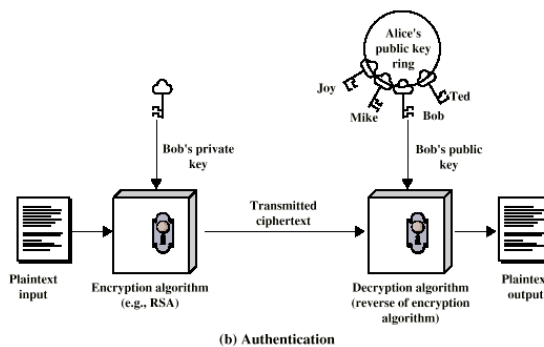 Alice's
public key
ring
Joy
Mike
Bob
Ted
Bob's private
key
Bob's public
key
Transmitted
ciphertext
Plaintext
input
Encryption algorithm
(e.g., RSA)
Decryption algorithm
(reverse of encryption
algorithm)
Plaintext
output
(b) Authentication